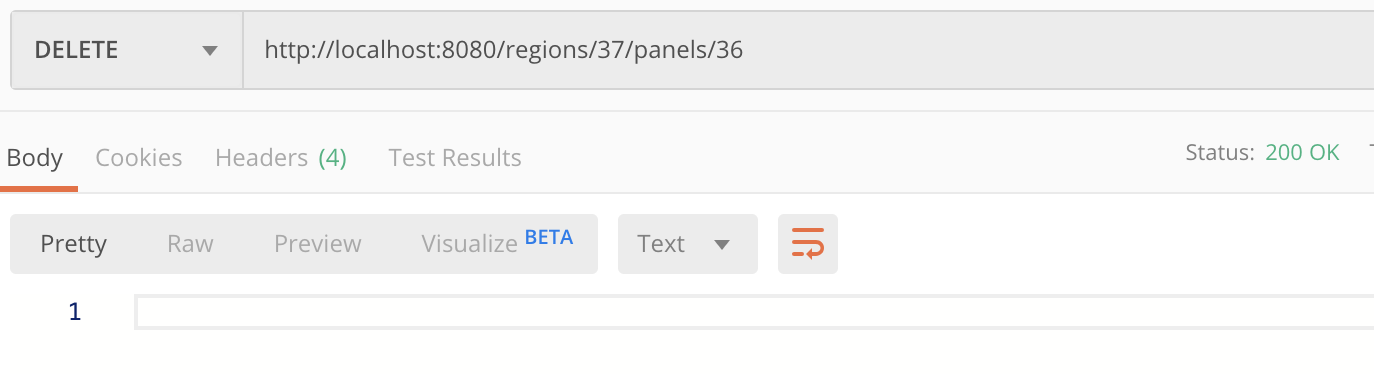 DELETE http://localhost:8080/regions/37/panels/36
Body Cookies Headers (4) Test Results Status: 200 OK
Pretty Raw Preview Visualize BETA Text
1